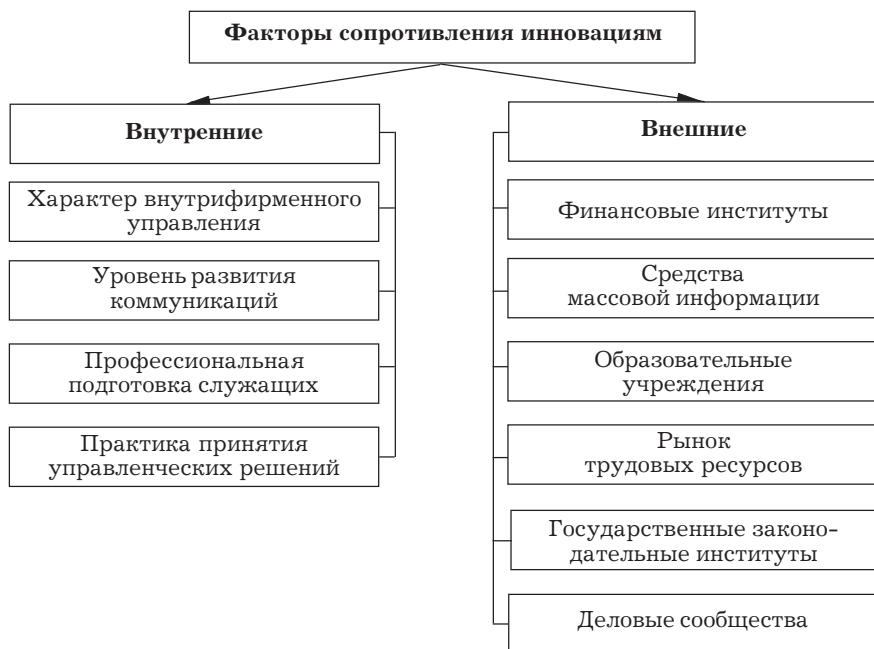 Факторы сопротивления инновациям
Внутренние
Характер внутрифирменного
управления
Уровень развития
коммуникаций
Профессиональная
подготовка служащих
Практика принятия
управленческих решений
Внешние
Финансовые институты
Средства
массовой информации
Образовательные
учреждения
Рынок
трудовых ресурсов
Государственные законо-
дательные институты
Деловые сообщества